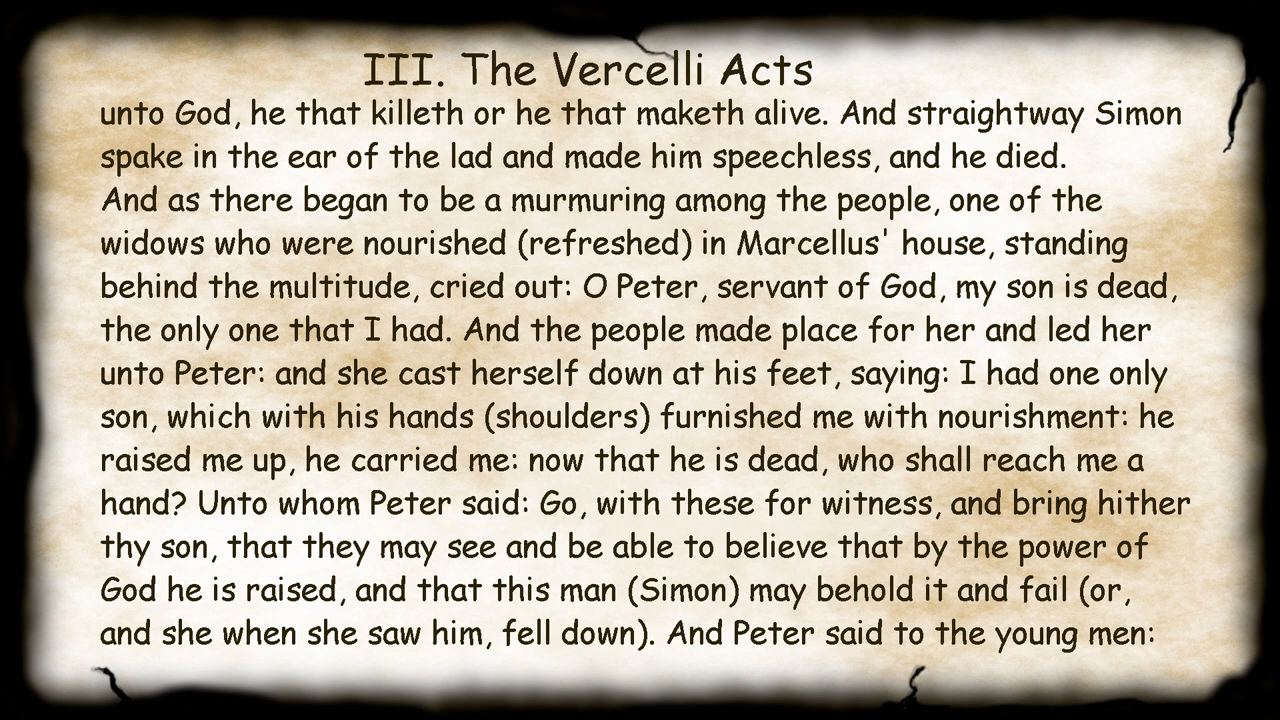 III. The Vercelli Acts
unto God, he that killeth or he that maketh alive. And straightway Simon
spake in the ear of the lad and made him speechless, and he died.
And as there began to be a murmuring among the people, one of the
widows who were nourished (refreshed) in Marcellus' house, standing
behind the multitude, cried out: O Peter, servant of God, my son is dead,
the only one that I had. And the people made place for her and led her
unto Peter: and she cast herself down at his feet, saying: I had one only
son, which with his hands (shoulders) furnished me with nourishment: he
raised me up, he carried me: now that he is dead, who shall reach me a
hand? Unto whom Peter said: Go, with these for witness, and bring hither
thy son, that they may see and be able to believe that by the power of
God he is raised, and that this man (Simon) may behold it and fail (or,
and she when she saw him, fell down). And Peter said to the young men: